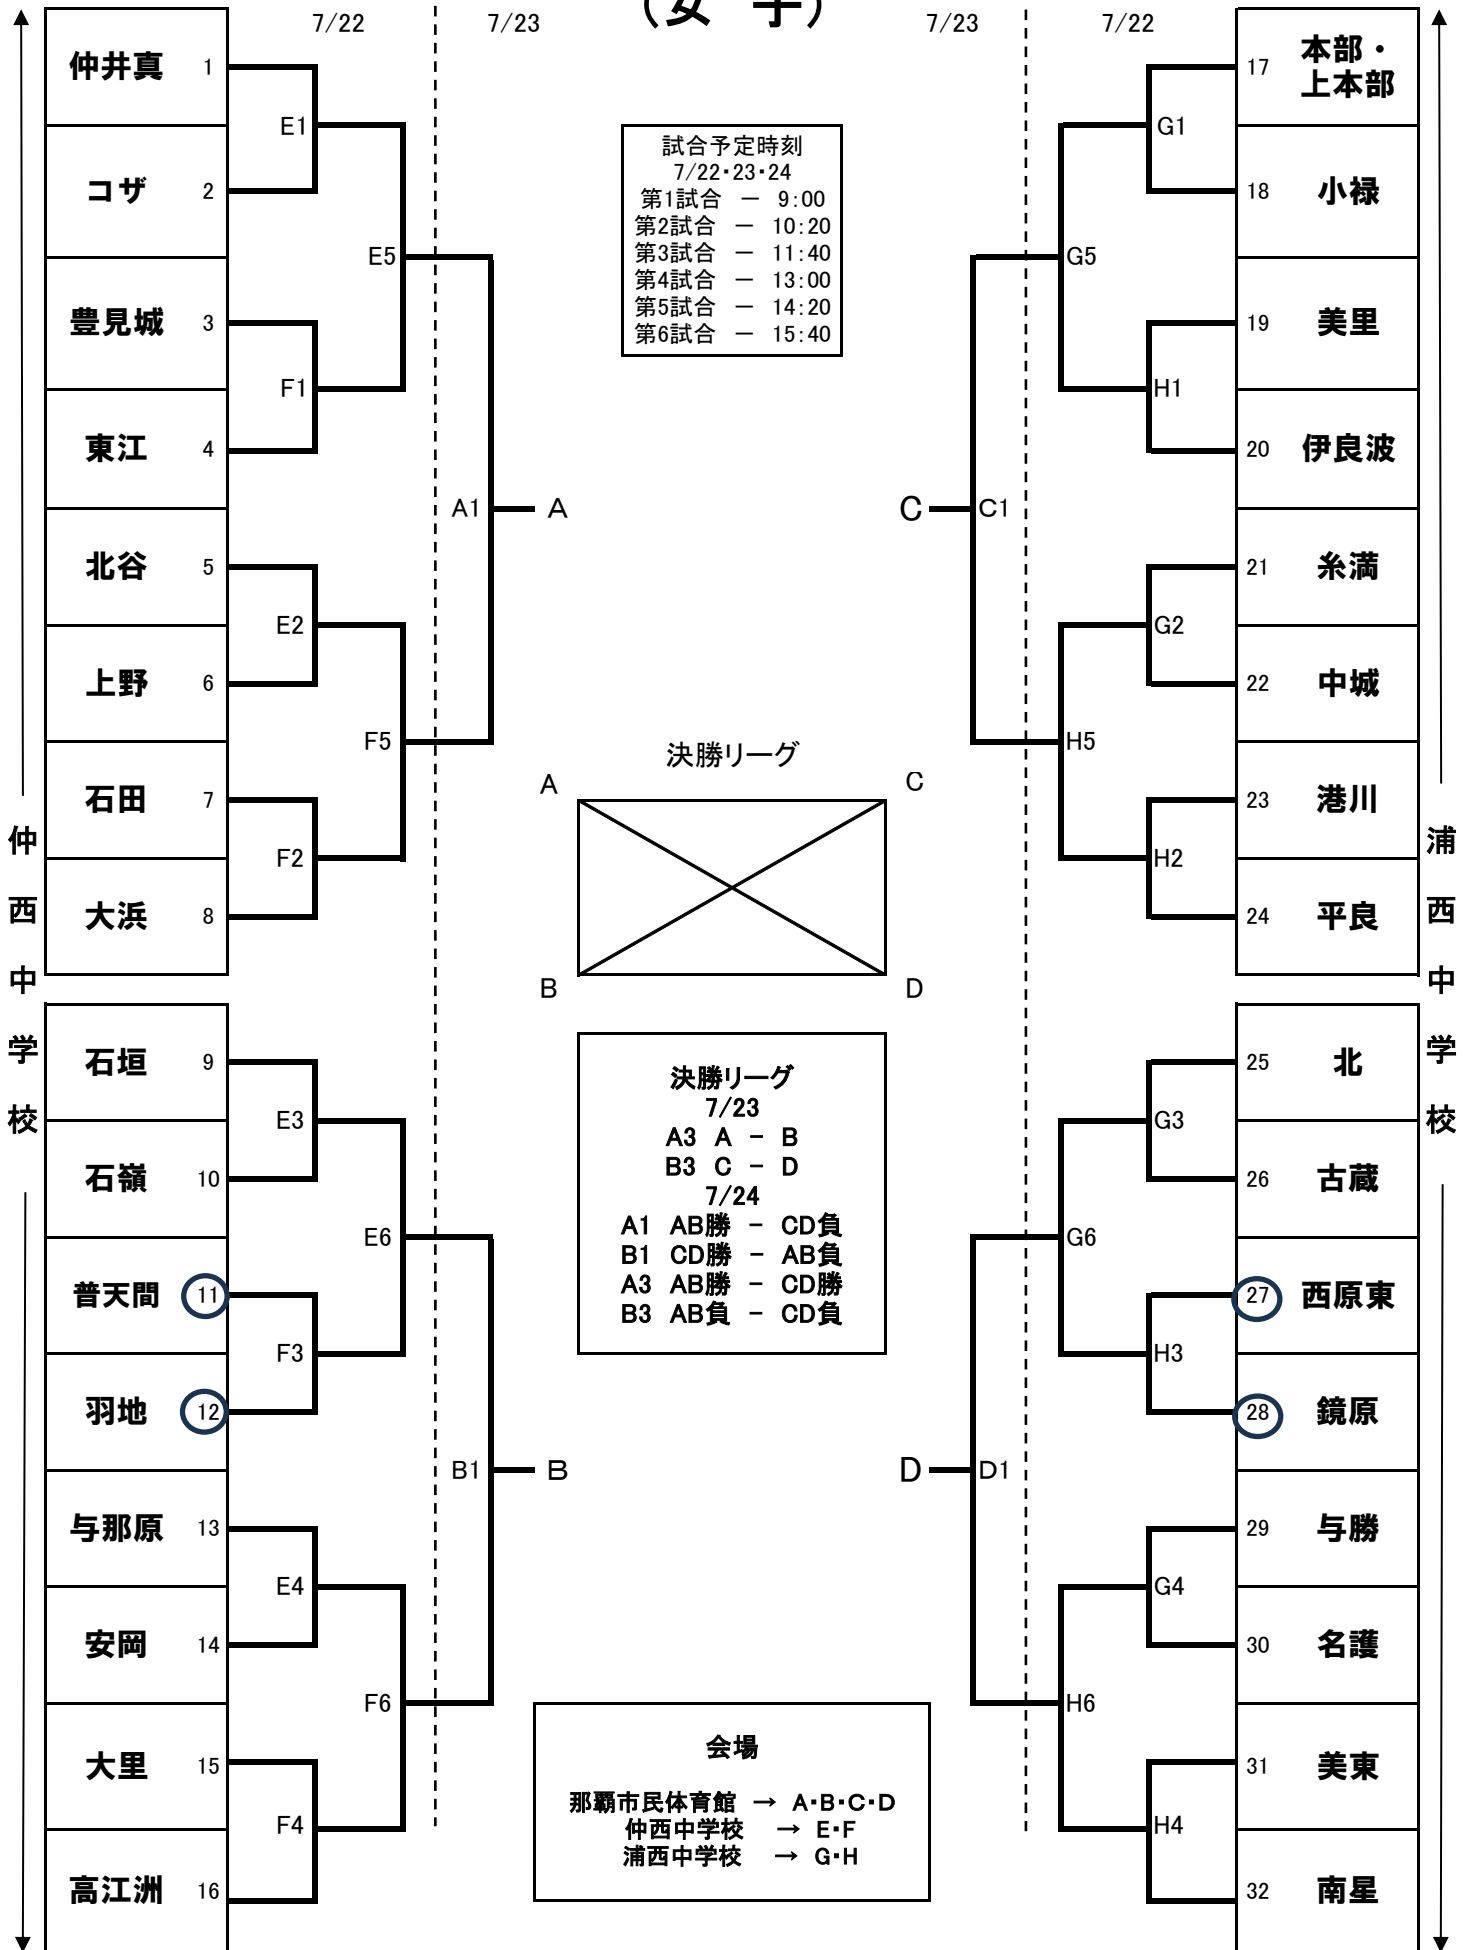 （女　子）
7/22
7/23
7/23
7/22
仲井真 1
コザ 2
豊見城 3
東江 4
北谷 5
上野 6
石田 7
大浜 8
石垣 9
石嶺 10
普天間 11
羽地 12
与那原 13
安岡 14
大里 15
高江洲 16
E1
F1
E2
F2
E3
F3
E4
F4
E5
F5
E6
F6
A1
A
B1
B
仲西中学校
試合予定時刻
7/22・23・24
第1試合 － 9:00
第2試合 － 10:20
第3試合 － 11:40
第4試合 － 13:00
第5試合 － 14:20
第6試合 － 15:40
決勝リーグ
A
C
B
D
決勝リーグ
7/23
A3 A － B
B3 C － D
7/24
A1 AB勝 － CD負
B1 CD勝 － AB負
A3 AB勝 － CD勝
B3 AB負 － CD負
会場
那覇市民体育館 → A・B・C・D
仲西中学校 → E・F
浦西中学校 → G・H
C
C1
D
D1
G5
H5
G6
H6
G1
H1
G2
H2
G3
H3
G4
H4
17 本部・
上本部
18 小禄
19 美里
20 伊良波
21 糸満
22 中城
23 港川
24 平良
25 北
26 古蔵
27 西原東
28 鏡原
29 与勝
30 名護
31 美東
32 南星
浦西中学校